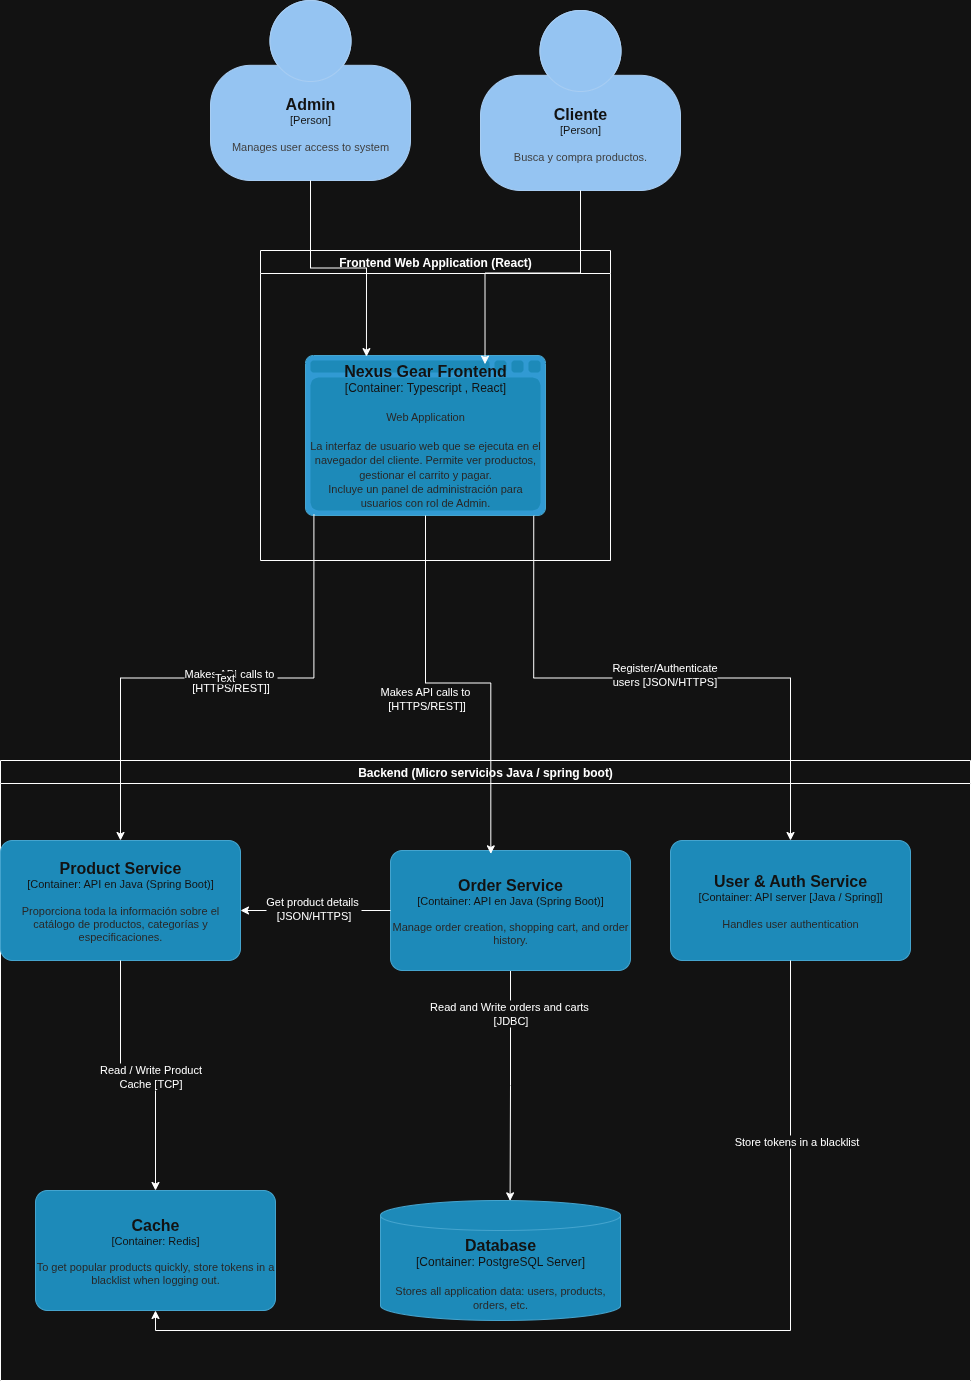 Admin
[Person]
Manages user access to system
Cliente
[Person]
Busca y compra productos.
Frontend Web Application (React)
Nexus Gear Frontend
[Container: Typescript , React]
Web Application
La interfaz de usuario web que se ejecuta en el
navegador del cliente. Permite ver productos,
gestionar el carrito y pagar.
Incluye un panel de administración para
usuarios con rol de Admin.
Makes API calls to
[HTTPS/REST]]
Text
Makes API calls to
[HTTPS/REST]]
Register/Authenticate
users [JSON/HTTPS]
Backend (Micro servicios Java / spring boot)
Product Service
[Container: API en Java (Spring Boot)]
Proporciona toda la información sobre el
catálogo de productos, categorías y
especificaciones.
Get product details
[JSON/HTTPS]
Order Service
[Container: API en Java (Spring Boot)]
Manage order creation, shopping cart, and order
history.
User & Auth Service
[Container: API server [Java / Spring]]
Handles user authentication
Read and Write orders and carts
[JDBC]
Read / Write Product
Cache [TCP]
Store tokens in a blacklist
Cache
[Container: Redis]
To get popular products quickly, store tokens in a
blacklist when logging out.
Database
[Container: PostgreSQL Server]
Stores all application data: users, products,
orders, etc.